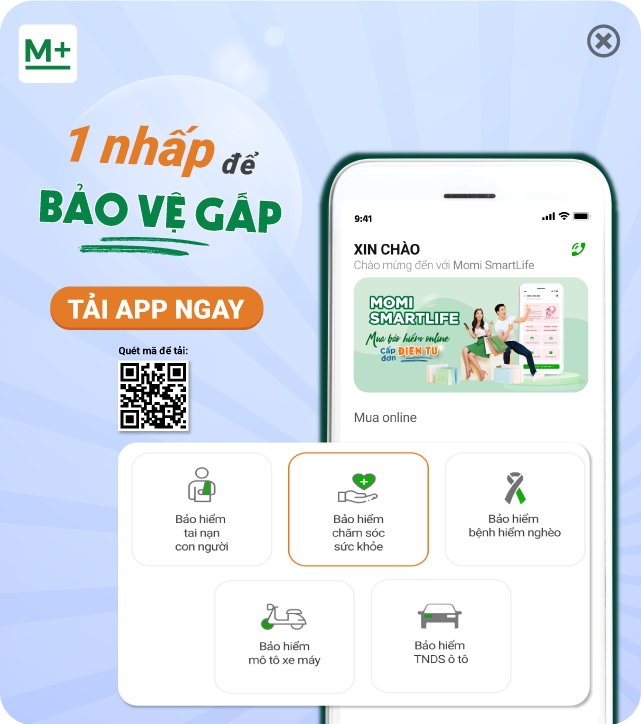 M+
1 nhấp để
BẢO VỆ GẤP
TẢI APP NGAY
Quét mã để tải:
9:41
XIN CHÀO
Chào mừng đến với Momi SmartLife
MOMI
SMARTLIFE
Mua bảo hiểm online
Cấp đơn ĐIỆN TỬ
Mua online
Bảo hiểm
tai nạn
con người
Bảo hiểm
chăm sóc
sức khỏe
Bảo hiểm
bệnh hiểm nghèo
Bảo hiểm
mô tô xe máy
Bảo hiểm
TNDS ô tô